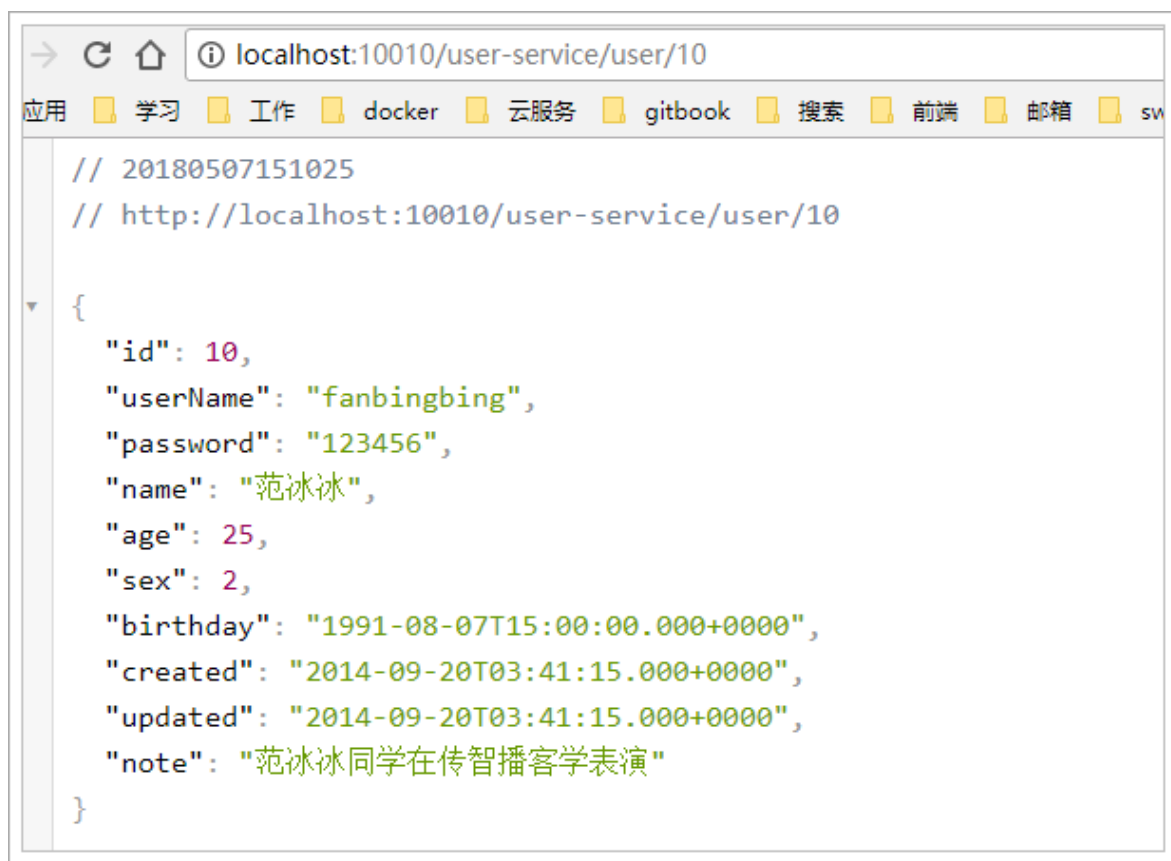 localhost:10010/user-service/user/10
应用 学习 工作 docker 云服务 gitbook 搜索 前端 邮箱 sw
// 20180507151025
// http://localhost:10010/user-service/user/10
{
"id": 10,
"userName": "fanbingbing",
"password": "123456",
"name": "范冰冰",
"age": 25,
"sex": 2,
"birthday": "1991-08-07T15:00:00.000+0000",
"created": "2014-09-20T03:41:15.000+0000",
"updated": "2014-09-20T03:41:15.000+0000",
"note": "范冰冰同学在传智播客学表演"
}